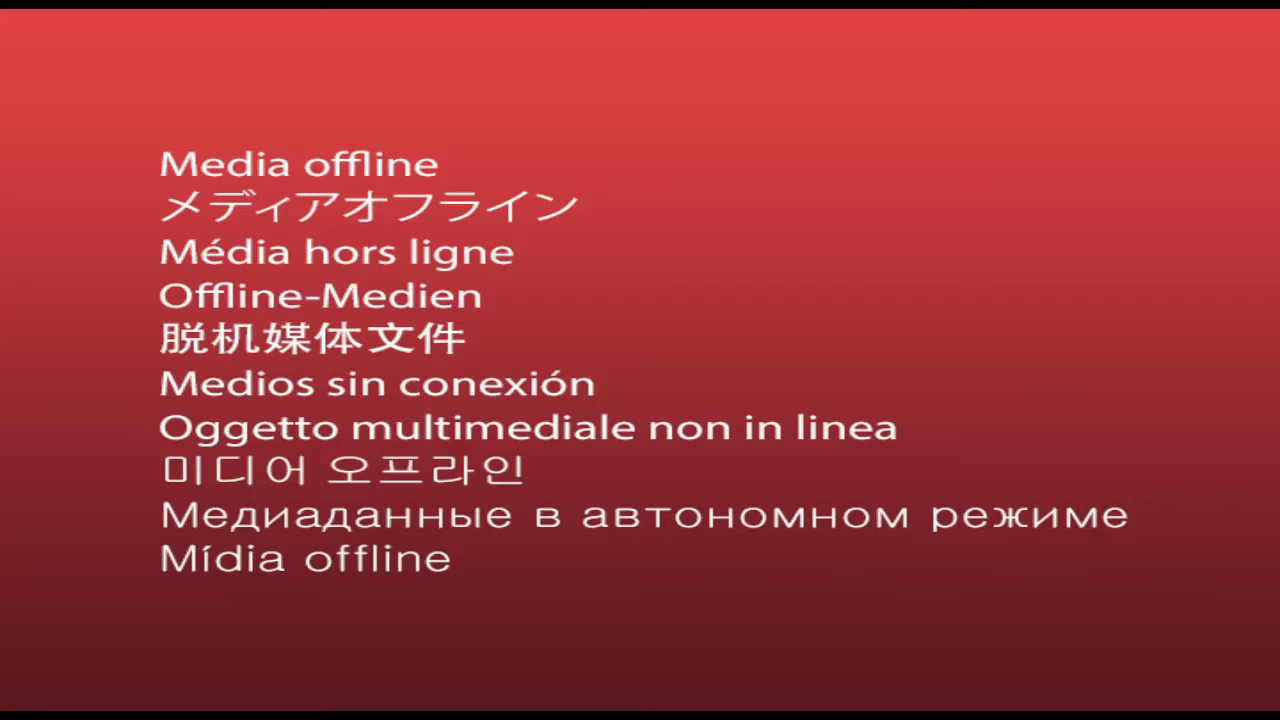 Media offline
メディアオフライン
Média hors ligne
Offline-Medien
脱机媒体文件
Medios sin conexión
Oggetto multimediale non in linea
미디어 오프라인
Медиаданные в автономном режиме
Mídia offline